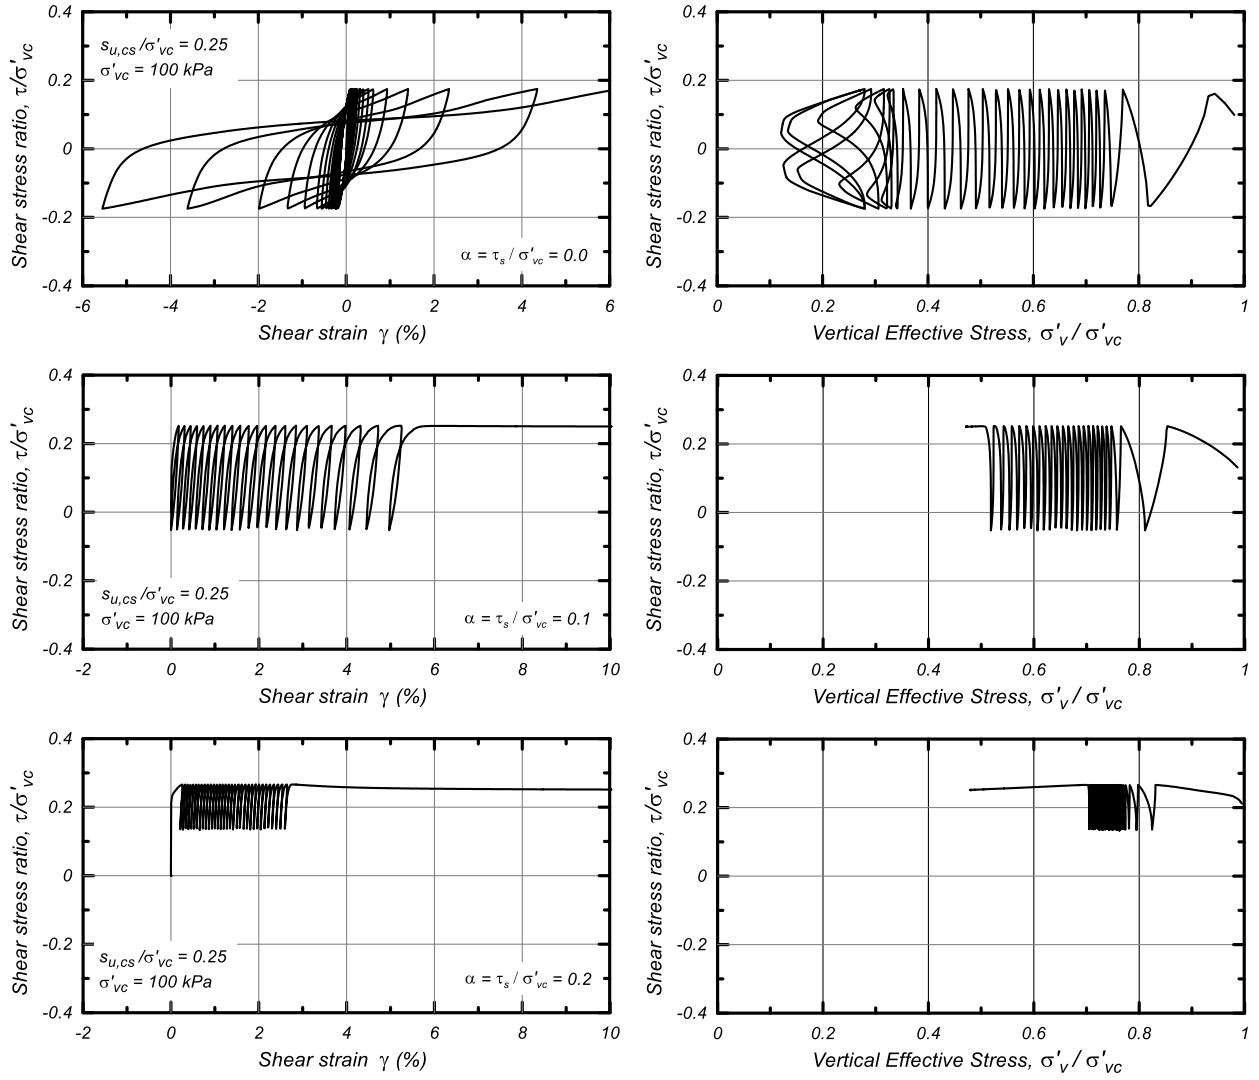 0.4
0.2
0
-0.2
-0.4
Shear stress ratio, τ/σ'vc
su,cs/σ'vc = 0.25
σ'vc = 100 kPa
α = τs / σ'vc = 0.0
-6 -4 -2 0 2 4 6
Shear strain γ (%)
0.4
0.2
0
-0.2
-0.4
Shear stress ratio, τ/σ'vc
0 0.2 0.4 0.6 0.8 1
Vertical Effective Stress, σ'v / σ'vc
0.4
0.2
0
-0.2
-0.4
Shear stress ratio, τ/σ'vc
su,cs/σ'vc = 0.25
σ'vc = 100 kPa
α = τs / σ'vc = 0.1
-2 0 2 4 6 8 10
Shear strain γ (%)
0.4
0.2
0
-0.2
-0.4
Shear stress ratio, τ/σ'vc
0 0.2 0.4 0.6 0.8 1
Vertical Effective Stress, σ'v / σ'vc
0.4
0.2
0
-0.2
-0.4
Shear stress ratio, τ/σ'vc
su,cs/σ'vc = 0.25
σ'vc = 100 kPa
α = τs / σ'vc = 0.2
-2 0 2 4 6 8 10
Shear strain γ (%)
0.4
0.2
0
-0.2
-0.4
Shear stress ratio, τ/σ'vc
0 0.2 0.4 0.6 0.8 1
Vertical Effective Stress, σ'v / σ'vc